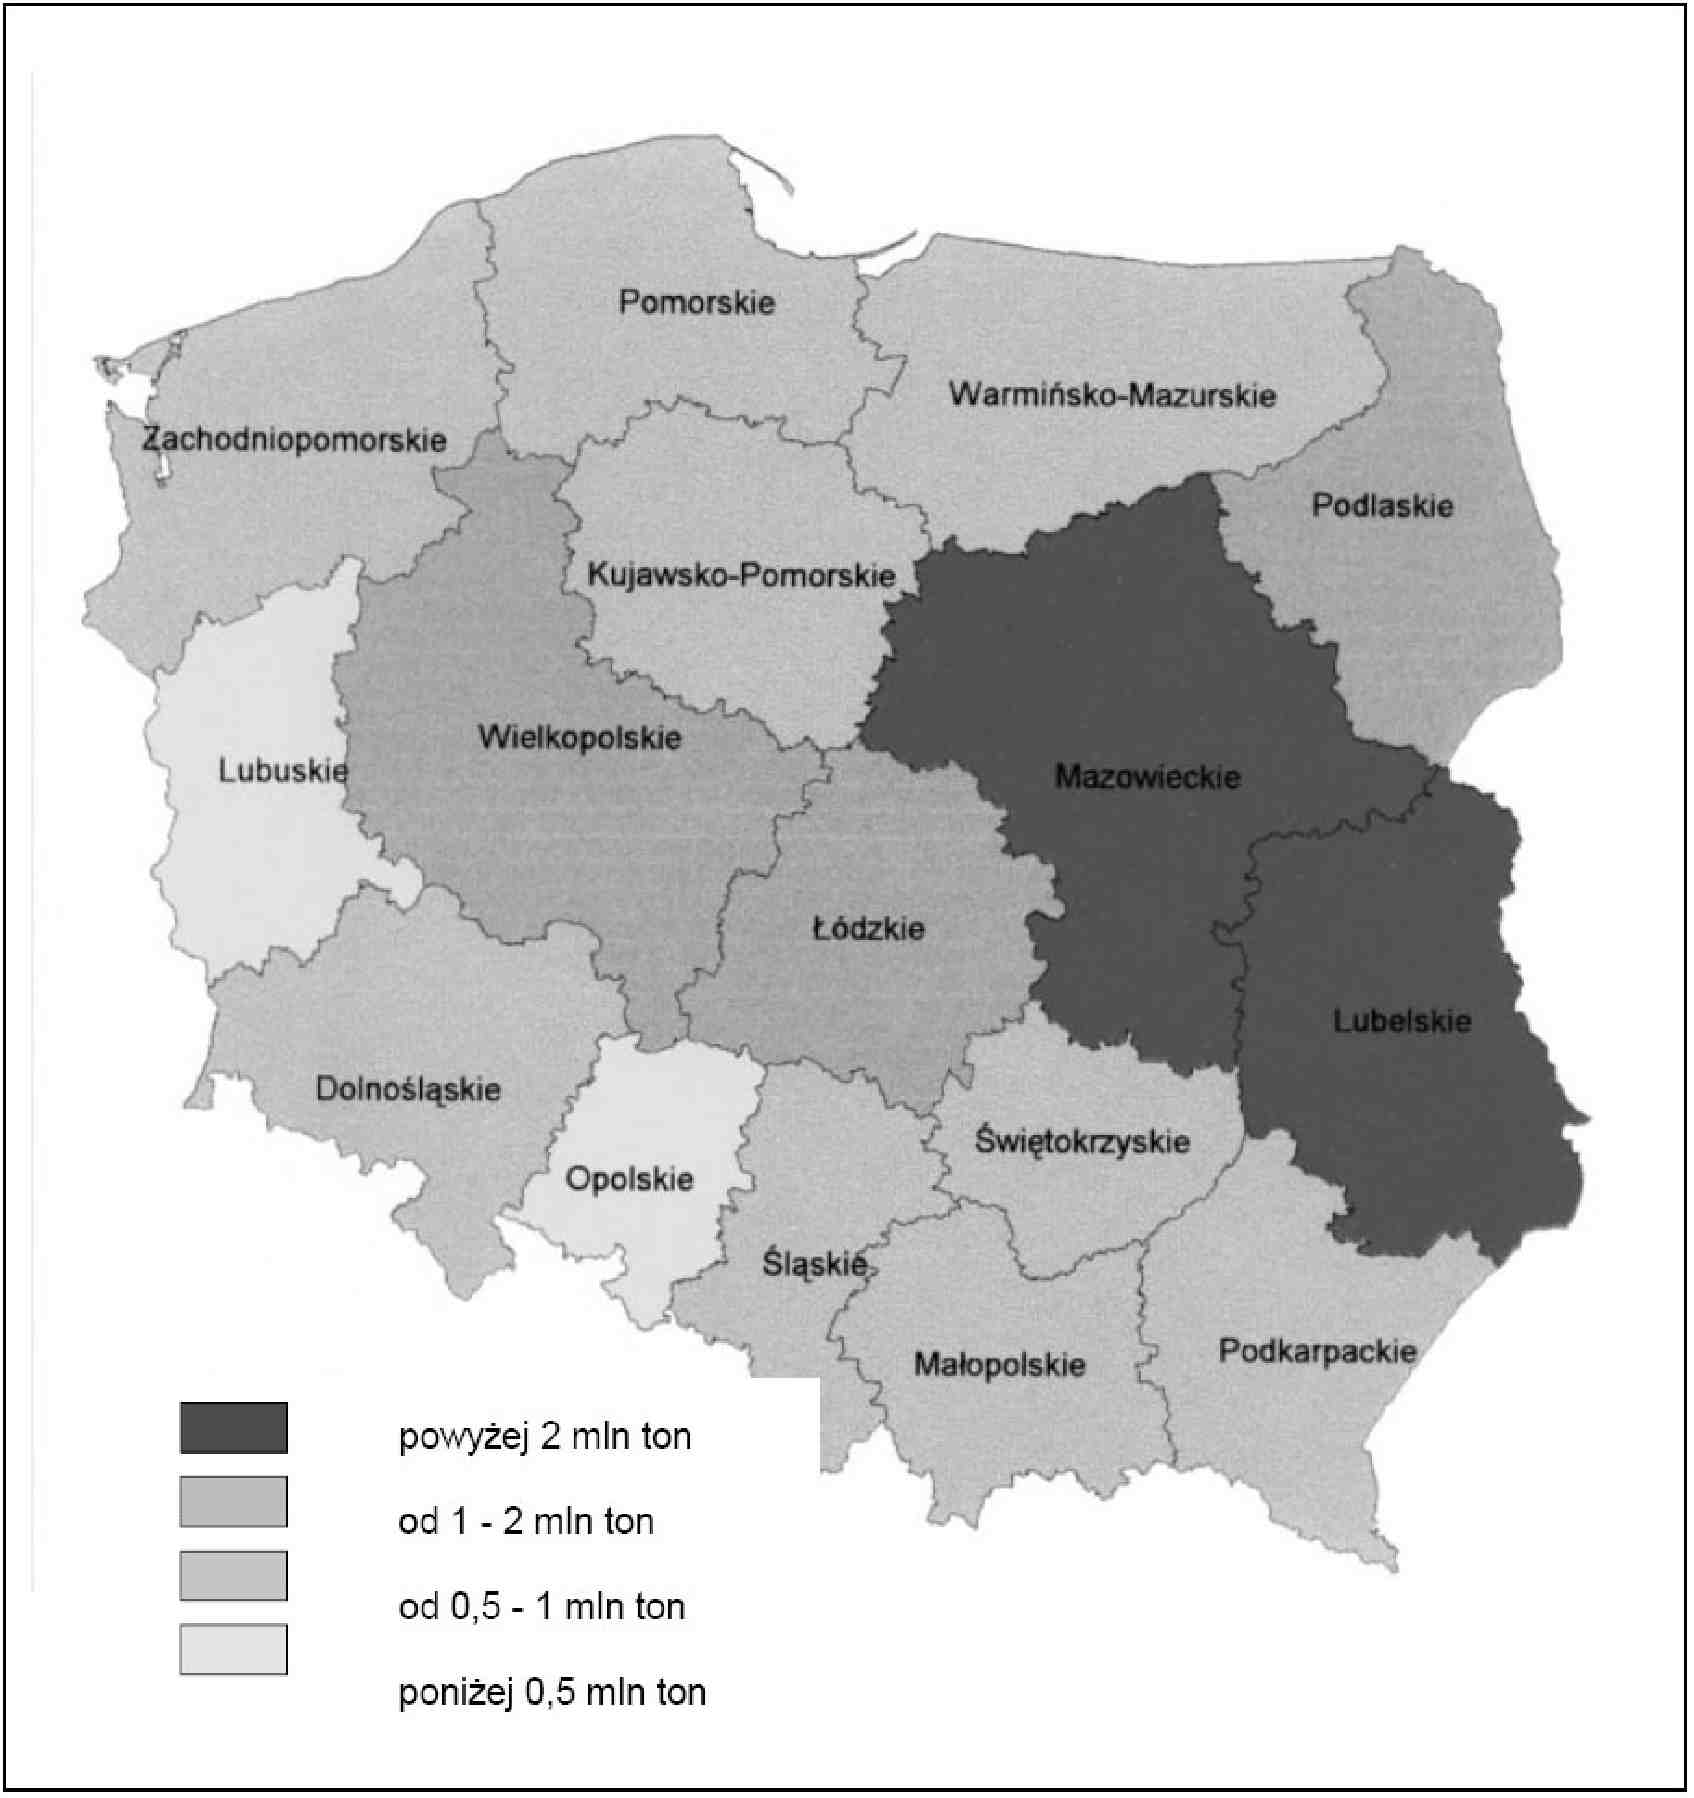 Pomorskie
Warmińsko-Mazurskie
Zachodniopomorskie
Podlaskie
Kujawsko-Pomorskie
Wielkopolskie
Lubuskie
Mazowieckie
Łódzkie
Lubelskie
Dolnośląskie
Świętokrzyskie
Opolskie
Śląskie
Podkarpackie
Małopolskie
powyżej 2 mln ton
od 1 - 2 mln ton
od 0,5 - 1 mln ton
poniżej 0,5 mln ton